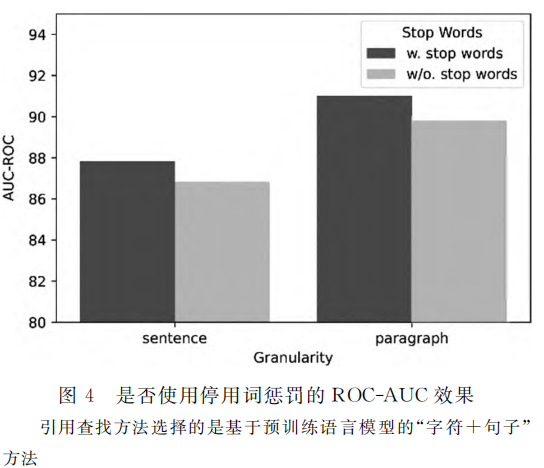 94
92
90
88
86
84
82
80
AUC-ROC
Stop Words
w. stop words
w/o. stop words
sentence
paragraph
Granularity
图 4 是否使用停用词惩罚的 ROC-AUC 效果
引用查找方法选择的是基于预训练语言模型的“字符＋句子”
方法